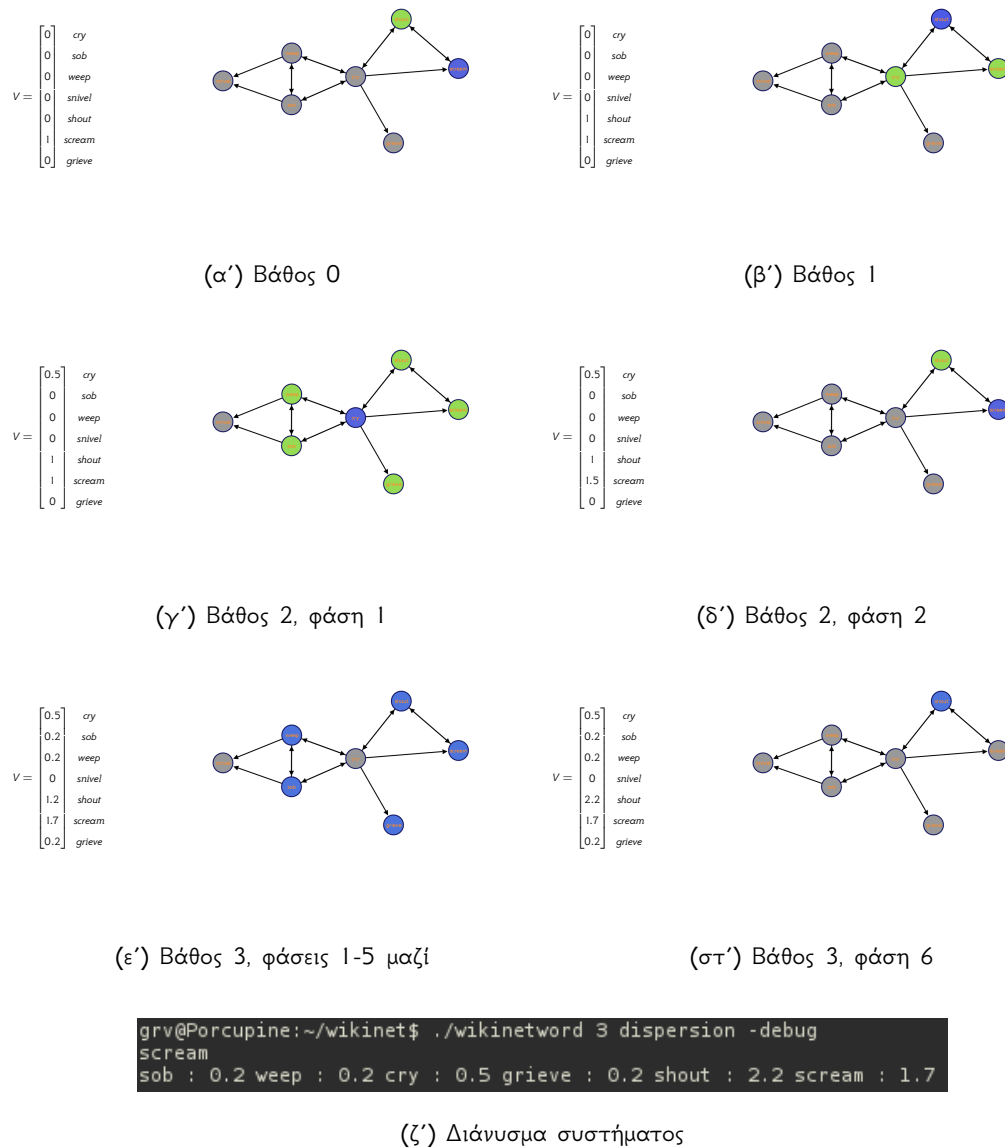 V =
0 cry
0 sob
0 weep
0 snivel
0 shout
1 scream
0 grieve
(α΄) Βάθος 0
V =
0 cry
0 sob
0 weep
0 snivel
1 shout
1 scream
0 grieve
(β΄) Βάθος 1
V =
0.5 cry
0 sob
0 weep
0 snivel
1 shout
1 scream
0 grieve
(γ΄) Βάθος 2, φάση 1
V =
0.5 cry
0 sob
0 weep
0 snivel
1 shout
1.5 scream
0 grieve
(δ΄) Βάθος 2, φάση 2
V =
0.5 cry
0.2 sob
0.2 weep
0 snivel
1.2 shout
1.7 scream
0.2 grieve
(ε΄) Βάθος 3, φάσεις 1-5 μαζί
V =
0.5 cry
0.2 sob
0.2 weep
0 snivel
2.2 shout
1.7 scream
0.2 grieve
(στ΄) Βάθος 3, φάση 6
grv@Porcupine:~/wikinet$ ./wikinetword 3 dispersion -debug
scream
sob : 0.2 weep : 0.2 cry : 0.5 grieve : 0.2 shout : 2.2 scream : 1.7
(ζ΄) Διάνυσμα συστήματος